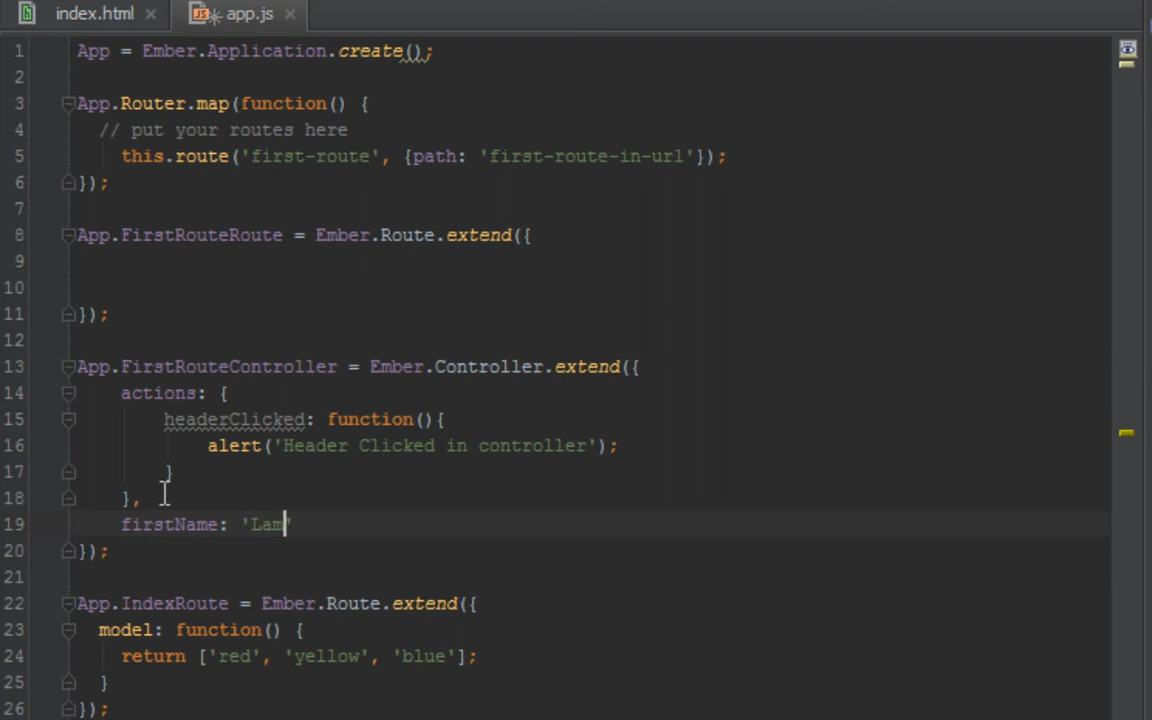 index.html
app.js
1 App = Ember.Application.create();
2
3 App.Router.map(function() {
4 // put your routes here
5 this.route('first-route', {path: 'first-route-in-url'});
6 });
7
8 App.FirstRouteRoute = Ember.Route.extend({
9
10
11 });
12
13 App.FirstRouteController = Ember.Controller.extend({
14 actions: {
15 headerClicked: function(){
16 alert('Header Clicked in controller');
17 }
18 },
19 firstName: 'Lam'
20 });
21
22 App.IndexRoute = Ember.Route.extend({
23 model: function() {
24 return ['red', 'yellow', 'blue'];
25 }
26 });